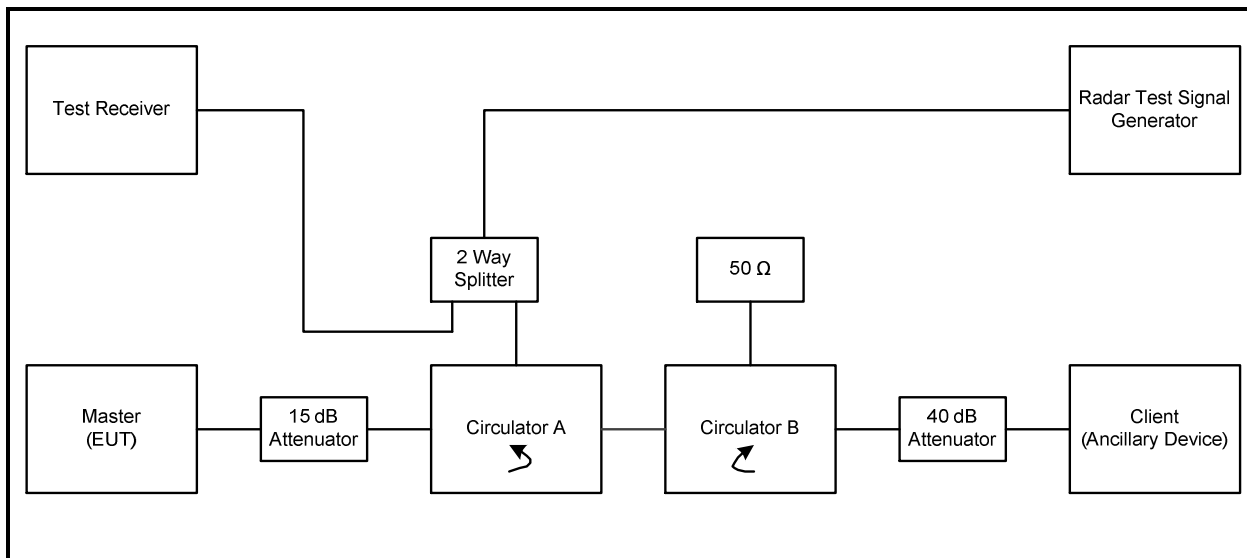 Test Receiver
Radar Test Signal
Generator
2 Way
Splitter
50 Ω
Master
(EUT)
15 dB
Attenuator
Circulator A
Circulator B
40 dB
Attenuator
Client
(Ancillary Device)